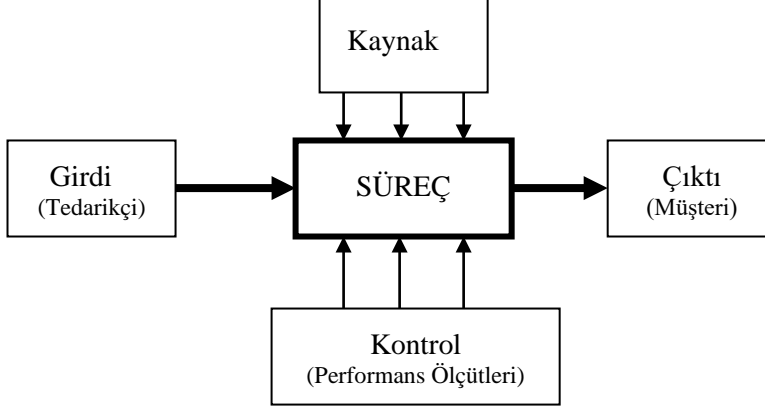 Kaynak
Girdi
(Tedarikçi)
SÜREÇ
Çıktı
(Müşteri)
Kontrol
(Performans Ölçütleri)